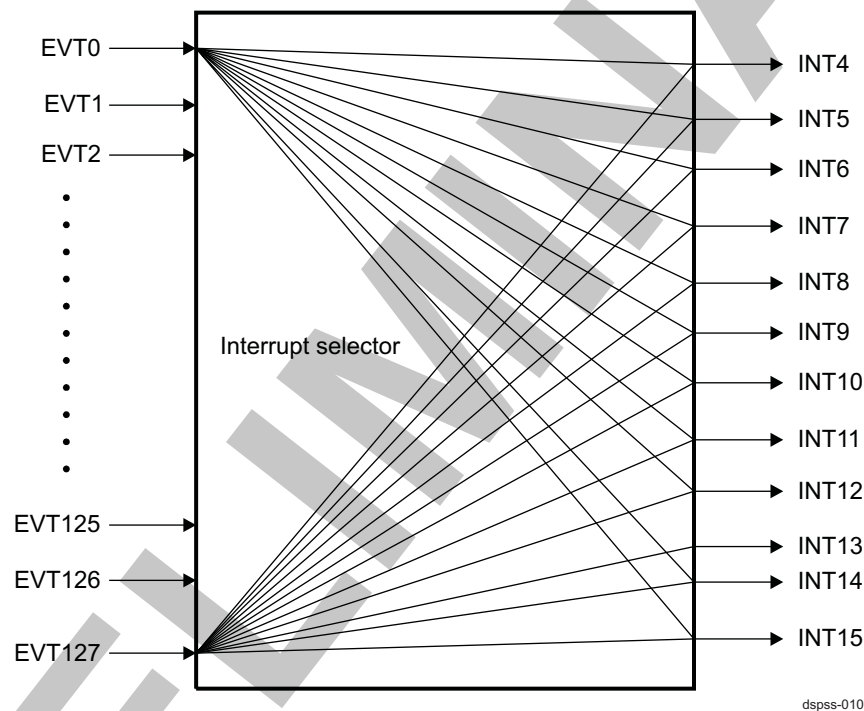 EVT0
EVT1
EVT2
EVT125
EVT126
EVT127
Interrupt selector
INT4
INT5
INT6
INT7
INT8
INT9
INT10
INT11
INT12
INT13
INT14
INT15
dspss-010